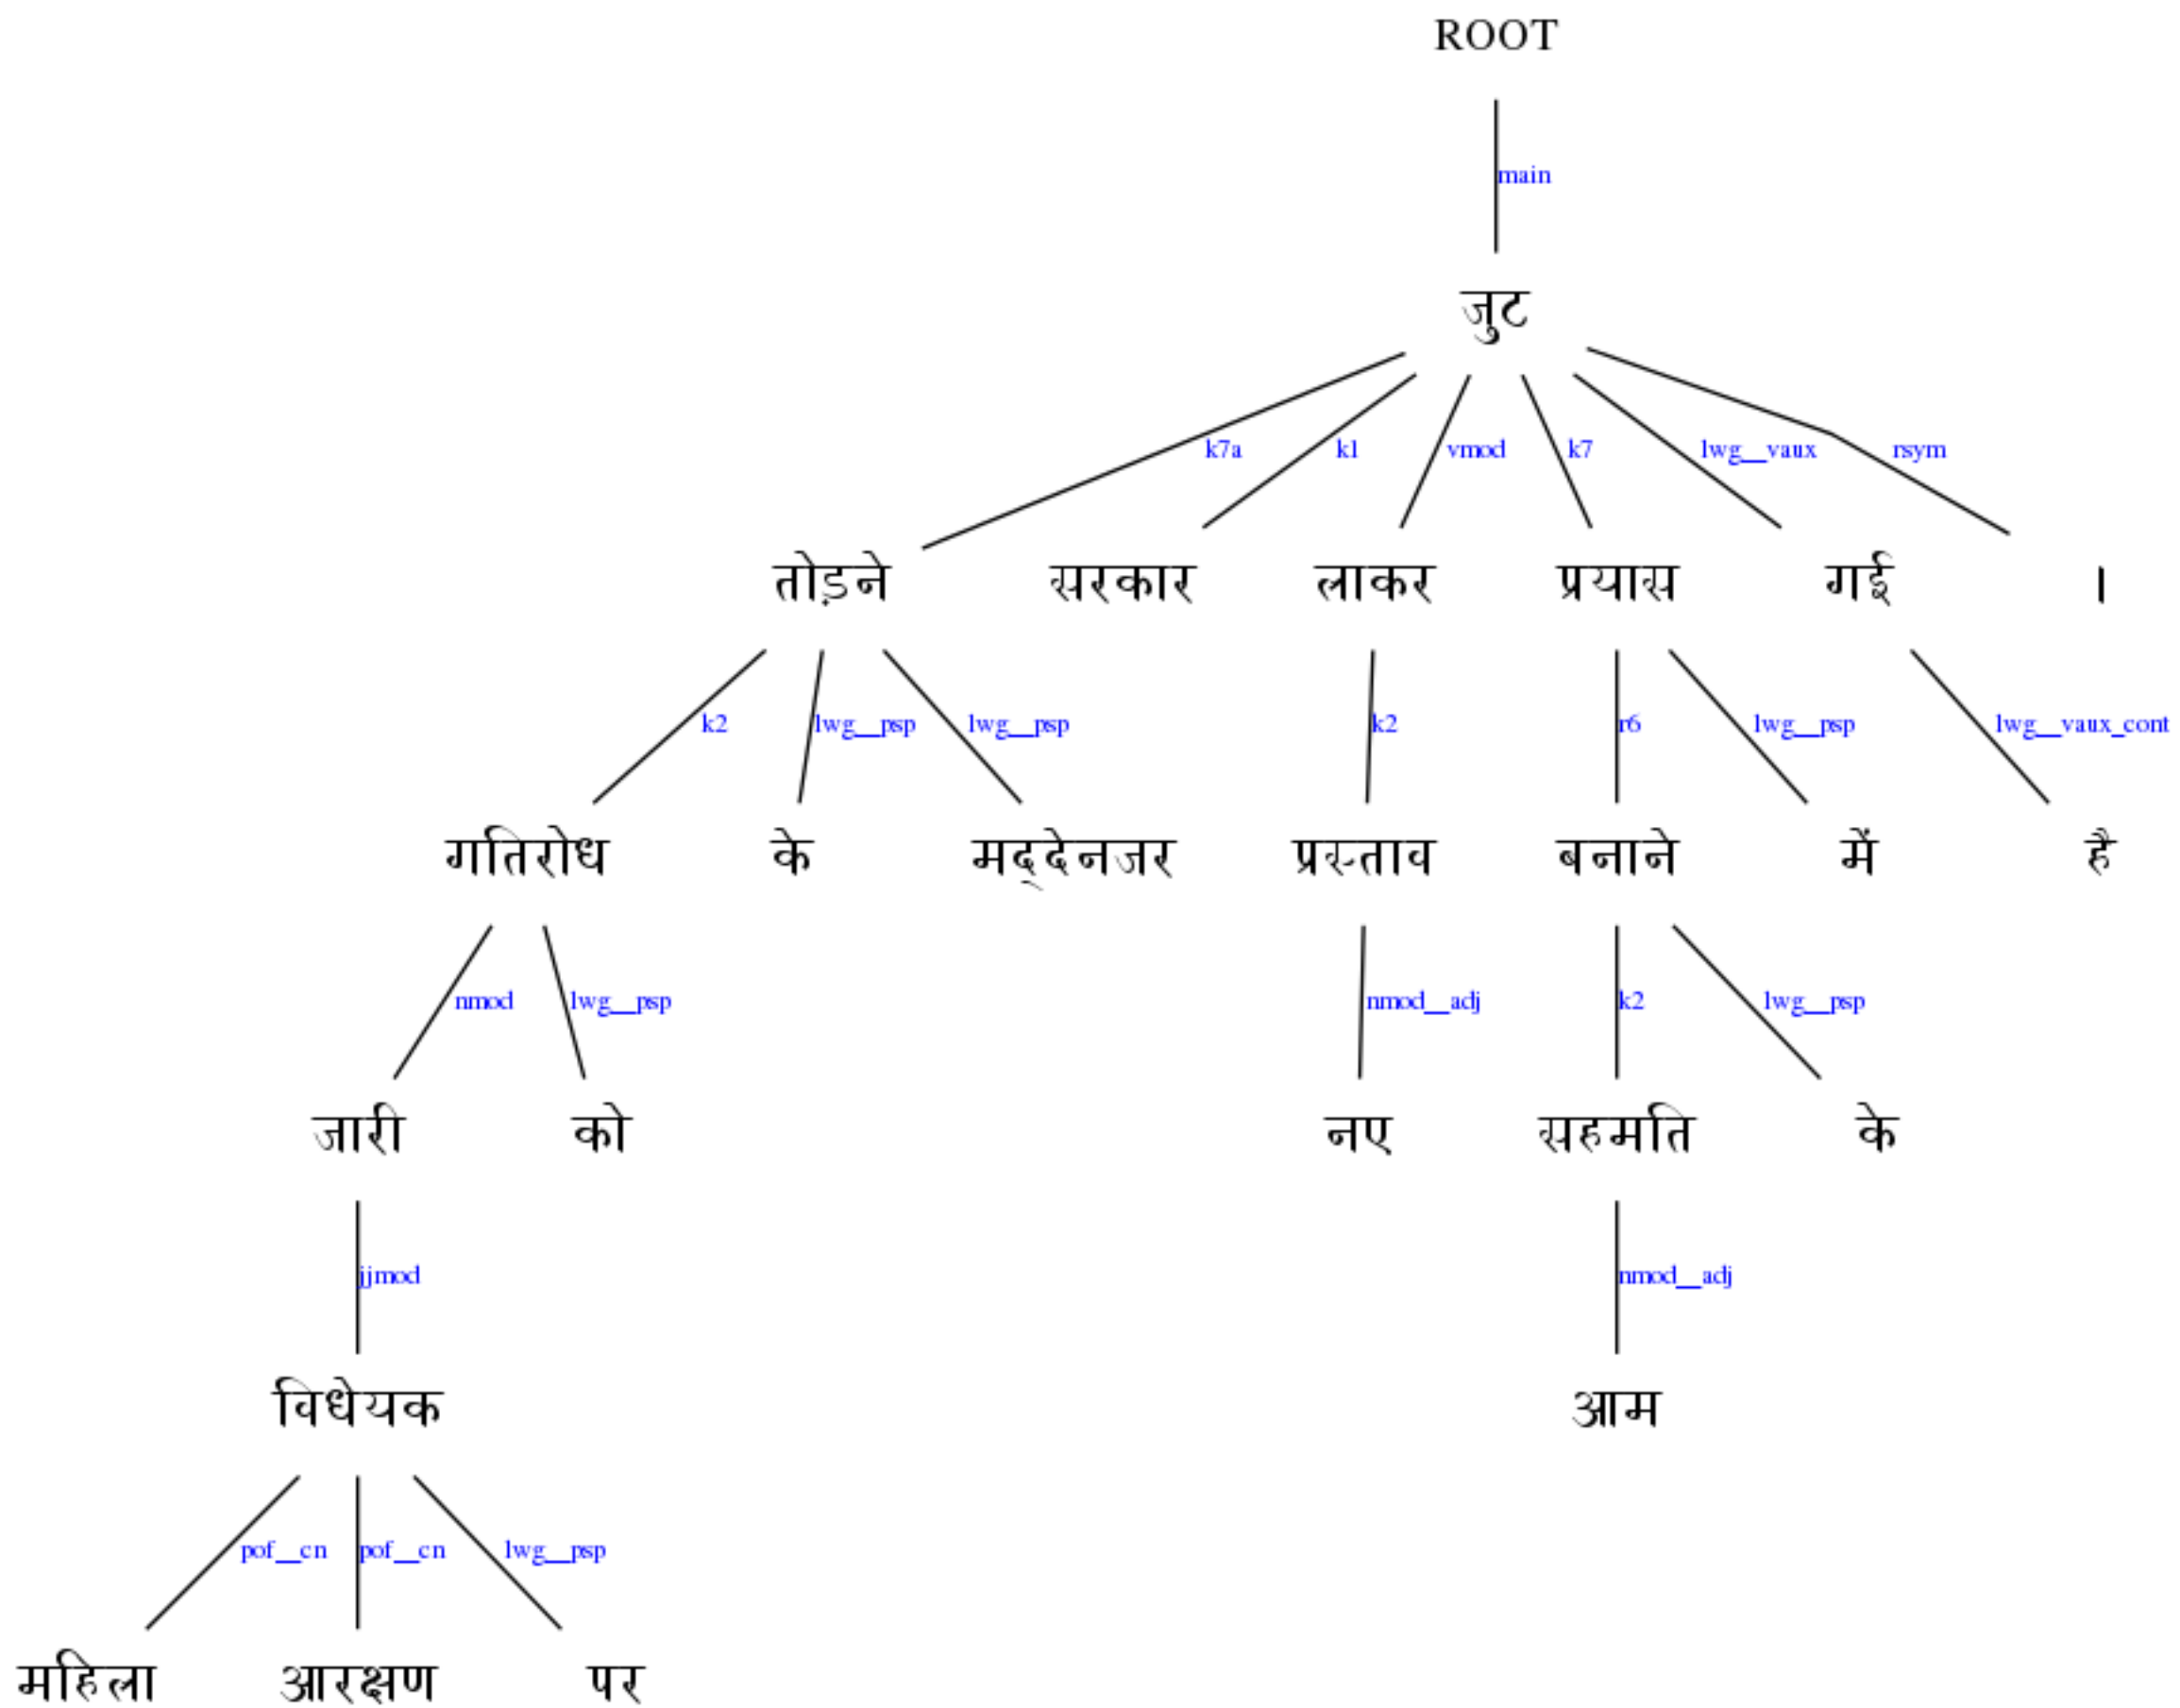 ROOT
main
जुट
k7a k1 vmod k7 lwg__vaux rsym
तोड़ने सरकार लाकर प्रयास गई ।
k2 lwg__psp lwg__psp k2 r6 lwg__psp lwg__vaux_cont
गतिरोध के मद्देनजर प्रस्ताव बनाने में है
nmod lwg__psp nmod__adj k2 lwg__psp
जारी को नए सहमति के
jjmod nmod__adj
विधेयक आम
pof__cn pof__cn lwg__psp
महिला आरक्षण पर